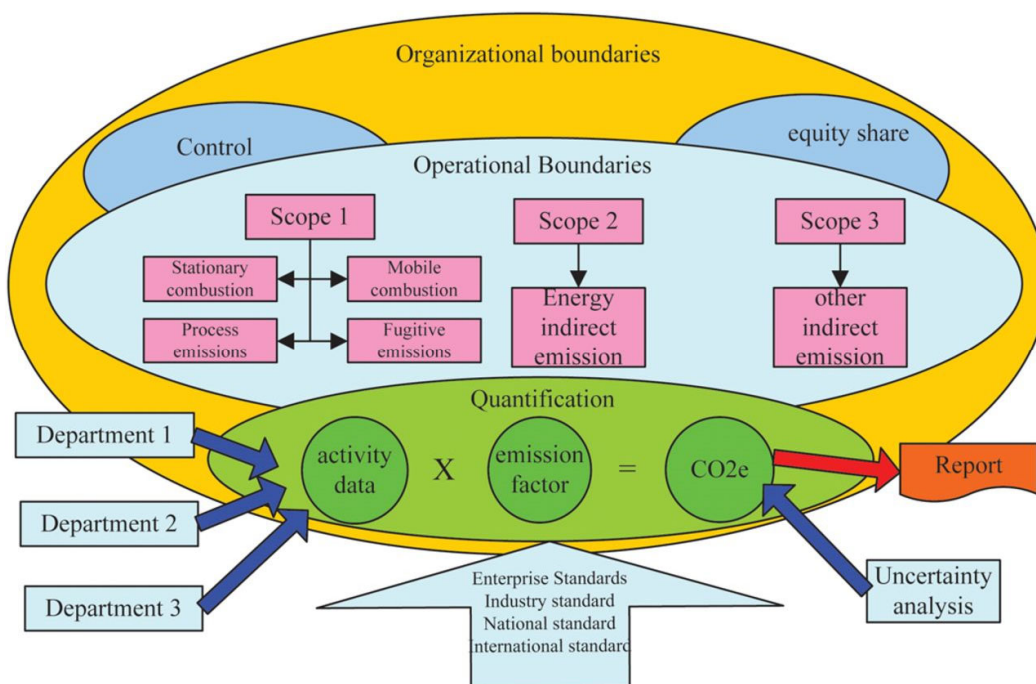 Organizational boundaries
Control
equity share
Operational Boundaries
Scope 1
Scope 2
Scope 3
Stationary
combustion
Mobile
combustion
Process
emissions
Fugitive
emissions
Energy
indirect
emission
other
indirect
emission
Quantification
Department 1
Department 2
Department 3
activity
data
X
emission
factor
=
CO2e
Report
Uncertainty
analysis
Enterprise Standards
Industry standard
National standard
International standard